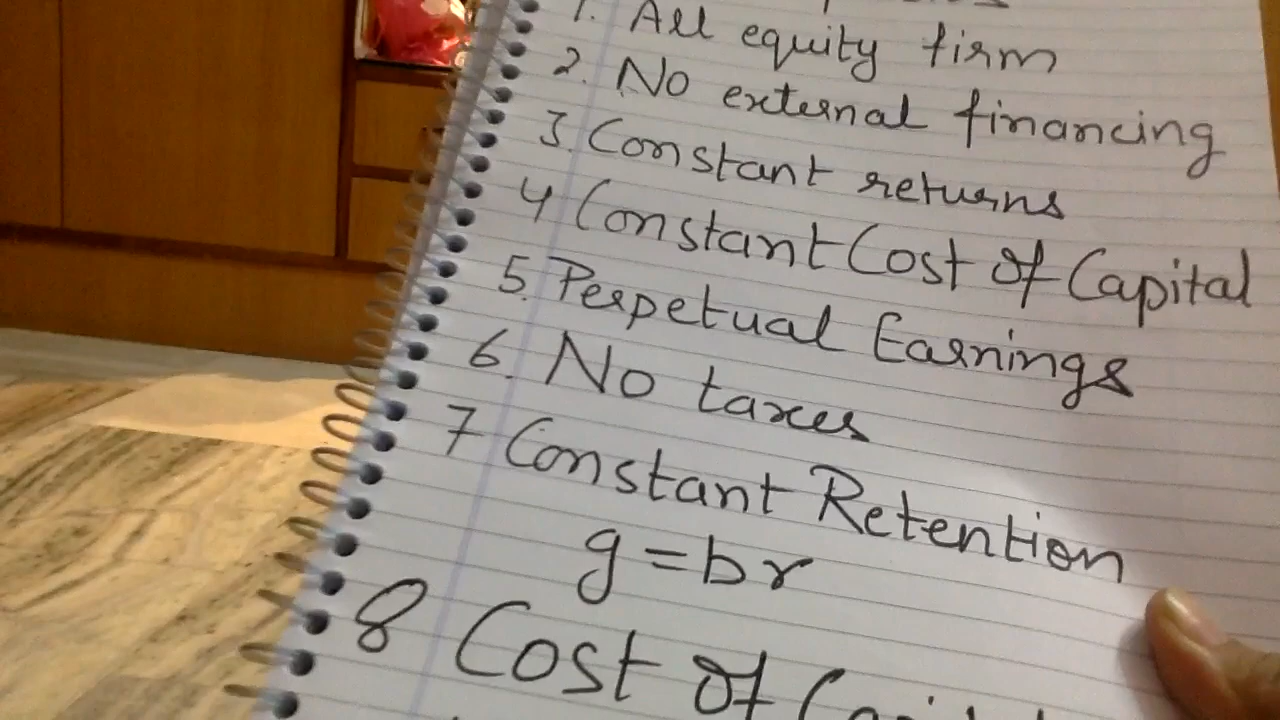 1. All equity firm
2. No external financing
3. Constant returns
4 Constant Cost of Capital
5. Perpetual Earnings
6. No taxes
7 Constant Retention
g = br
8 Cost of